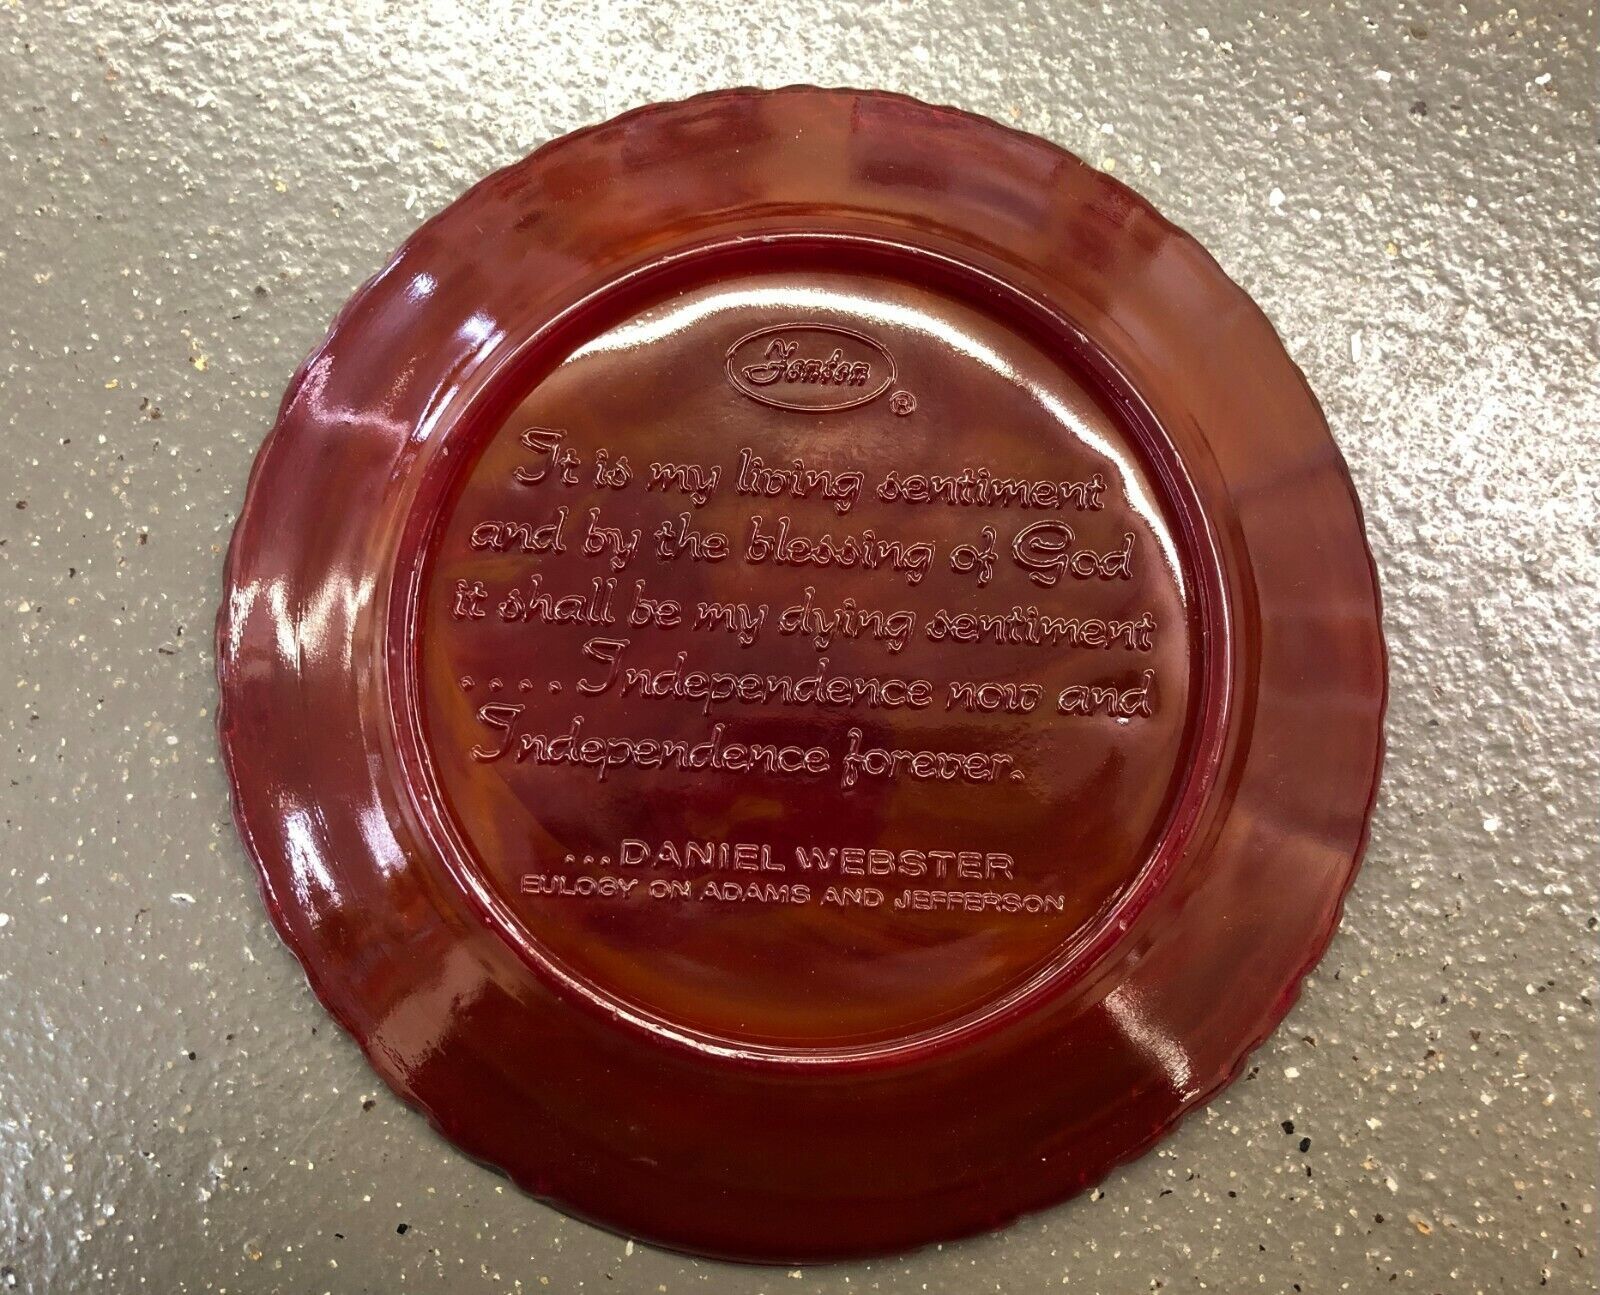 Fenton ®
It is my living sentiment
and by the blessing of God
it shall be my dying sentiment
.... Independence now and
Independence forever.
...DANIEL WEBSTER
EULOGY ON ADAMS AND JEFFERSON